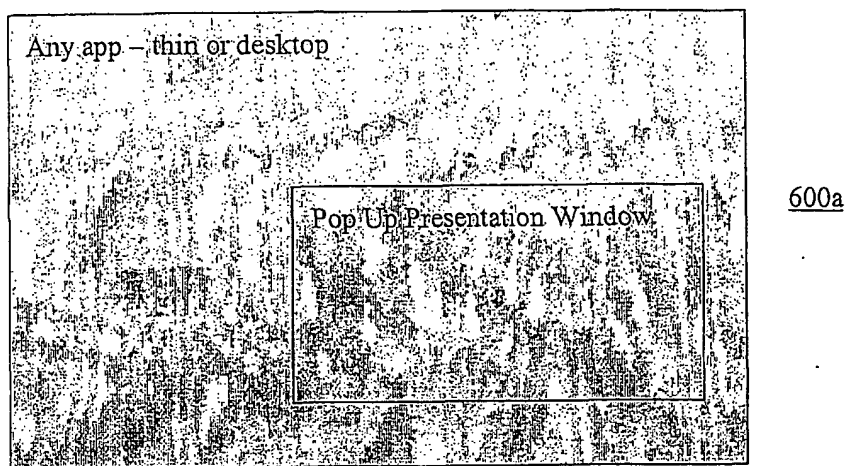 Any app – thin or desktop
600a
Pop Up Presentation Window